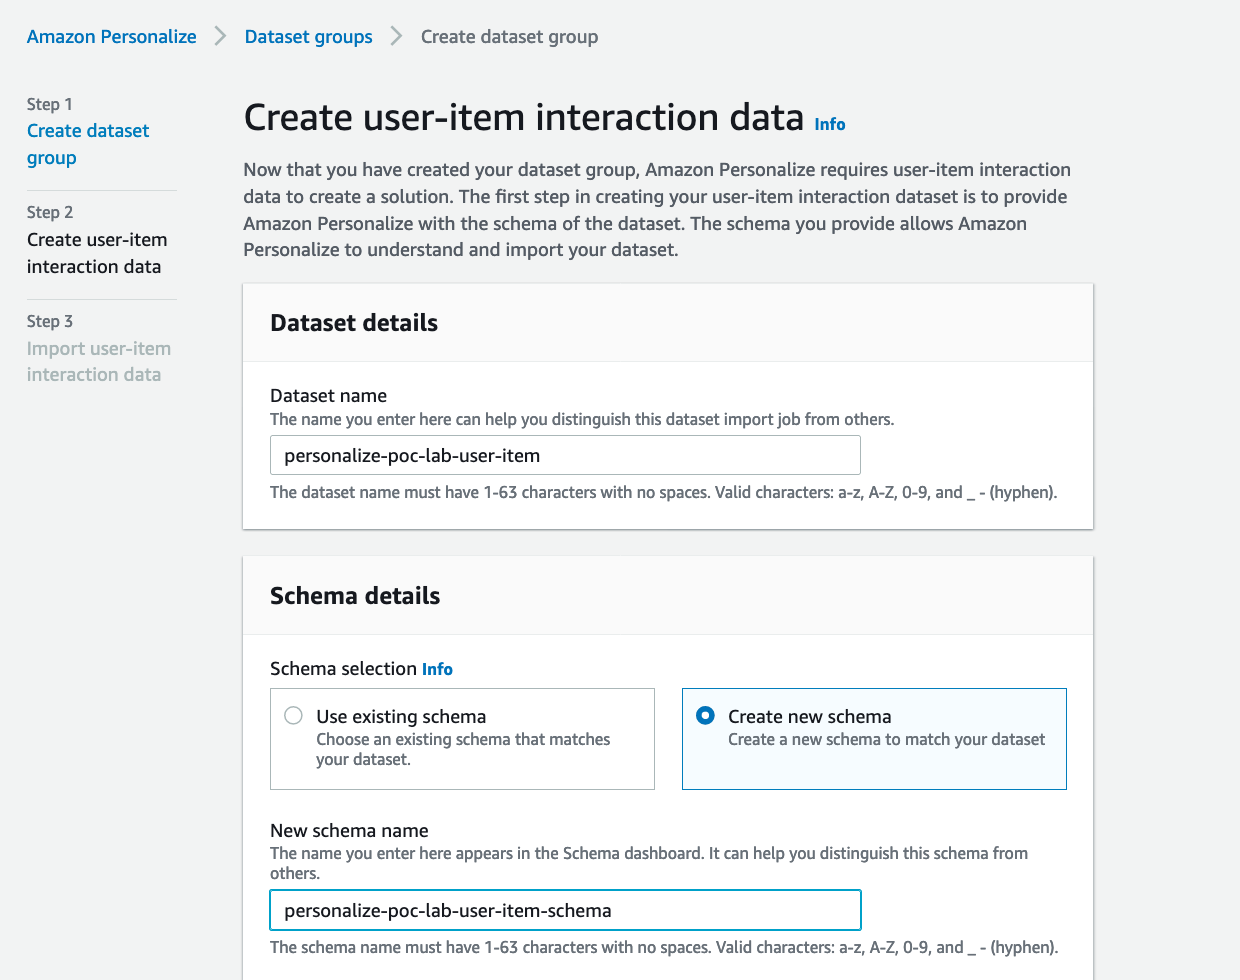 Amazon Personalize > Dataset groups > Create dataset group
Step 1
Create dataset
group
Step 2
Create user-item
interaction data
Step 3
Import user-item
interaction data
Create user-item interaction data Info
Now that you have created your dataset group, Amazon Personalize requires user-item interaction
data to create a solution. The first step in creating your user-item interaction dataset is to provide
Amazon Personalize with the schema of the dataset. The schema you provide allows Amazon
Personalize to understand and import your dataset.
Dataset details
Dataset name
The name you enter here can help you distinguish this dataset import job from others.
personalize-poc-lab-user-item
The dataset name must have 1-63 characters with no spaces. Valid characters: a-z, A-Z, 0-9, and _ - (hyphen).
Schema details
Schema selection Info
Use existing schema
Choose an existing schema that matches
your dataset.
Create new schema
Create a new schema to match your dataset
New schema name
The name you enter here appears in the Schema dashboard. It can help you distinguish this schema from
others.
personalize-poc-lab-user-item-schema
The schema name must have 1-63 characters with no spaces. Valid characters: a-z, A-Z, 0-9, and _ - (hyphen).